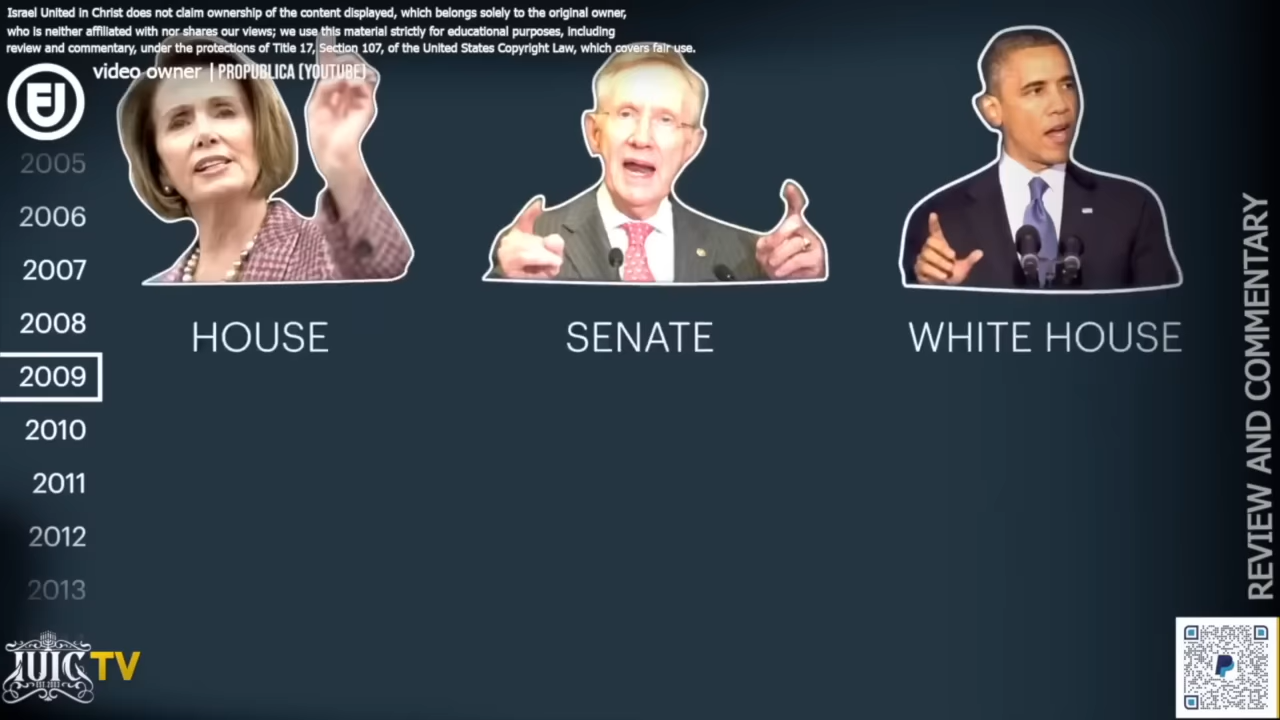 Israel United in Christ does not claim ownership of the content displayed, which belongs solely to the original owner,
who is neither affiliated with nor shares our views; we use this material strictly for educational purposes, including
review and commentary, under the protections of Title 17, Section 107, of the United States Copyright Law, which covers fair use.
video owner | PROPUBLICA (YOUTUBE)
2005
2006
2007
2008
2009
2010
2011
2012
2013
HOUSE
SENATE
WHITE HOUSE
REVIEW AND COMMENTARY
IUIC TV